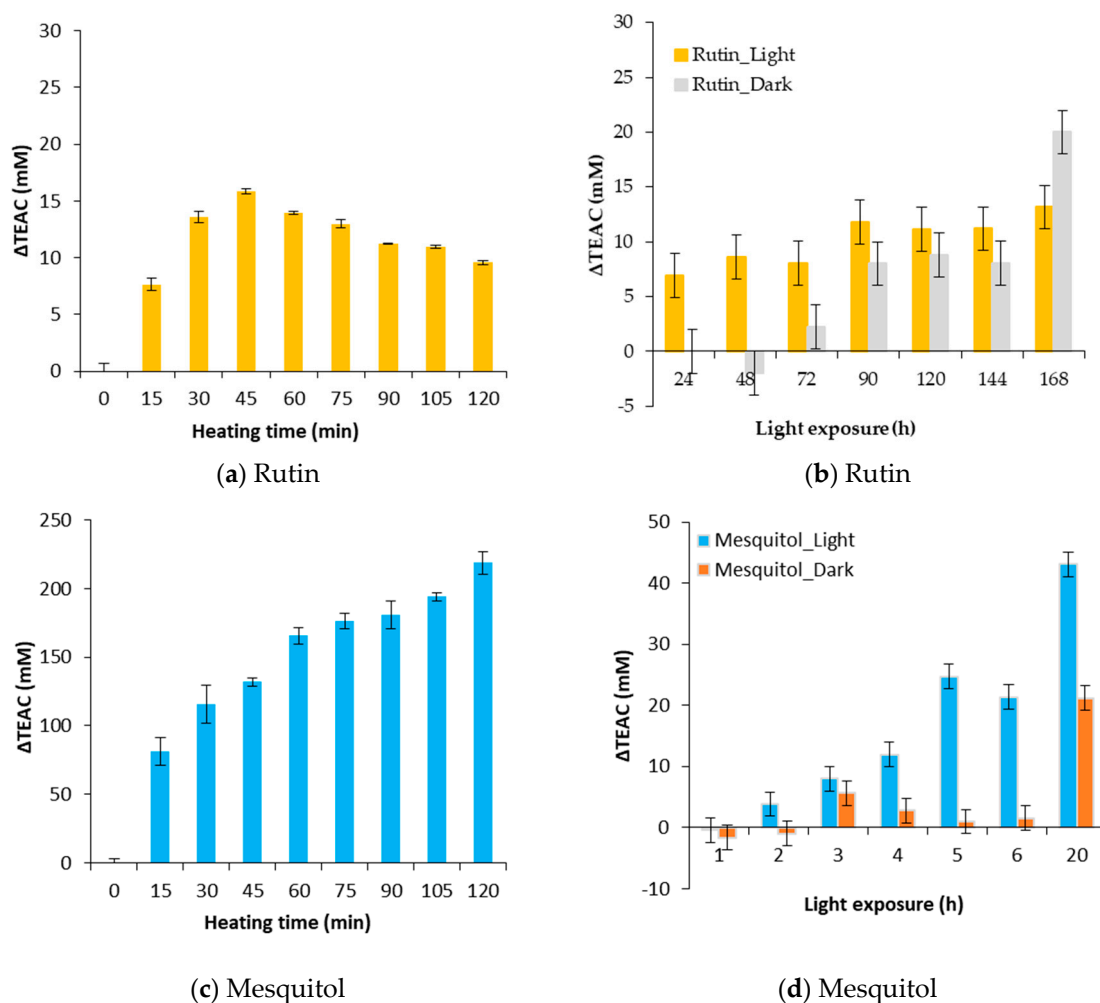 30
25
20
15
10
5
0
ΔTEAC (mM)
0 15 30 45 60 75 90 105 120
Heating time (min)
(a) Rutin
30
25
20
15
10
5
0
-5
ΔTEAC (mM)
Rutin_Light
Rutin_Dark
24 48 72 90 120 144 168
Light exposure (h)
(b) Rutin
250
200
150
100
50
0
ΔTEAC (mM)
0 15 30 45 60 75 90 105 120
Heating time (min)
(c) Mesquitol
50
40
30
20
10
0
-10
ΔTEAC (mM)
Mesquitol_Light
Mesquitol_Dark
1 2 3 4 5 6 20
Light exposure (h)
(d) Mesquitol